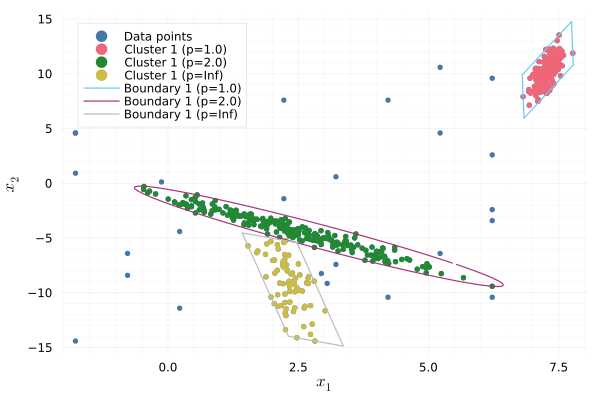 Data points
Cluster 1 (p=1.0)
Cluster 1 (p=2.0)
Cluster 1 (p=Inf)
Boundary 1 (p=1.0)
Boundary 1 (p=2.0)
Boundary 1 (p=Inf)
15
10
5
0
−5
−10
−15
x₂
0.0 2.5 5.0 7.5
x₁